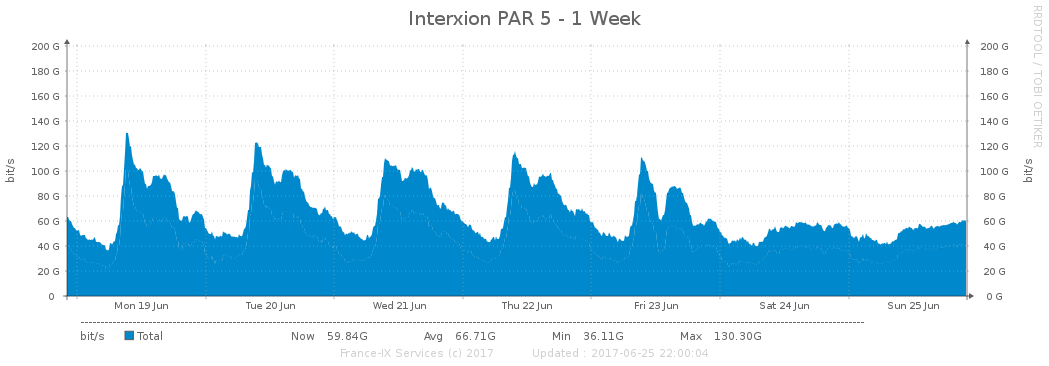 Interxion PAR 5 - 1 Week
RRDTOOL / TOBI OETIKER
bit/s
200 G 200 G
180 G 180 G
160 G 160 G
140 G 140 G
120 G 120 G
100 G 100 G
80 G 80 G
60 G 60 G
40 G 40 G
20 G 20 G
0 0 G
bit/s
Mon 19 Jun Tue 20 Jun Wed 21 Jun Thu 22 Jun Fri 23 Jun Sat 24 Jun Sun 25 Jun
bit/s Total Now 59.84G Avg 66.71G Min 36.11G Max 130.30G
France-IX Services (c) 2017 Updated : 2017-06-25 22:00:04